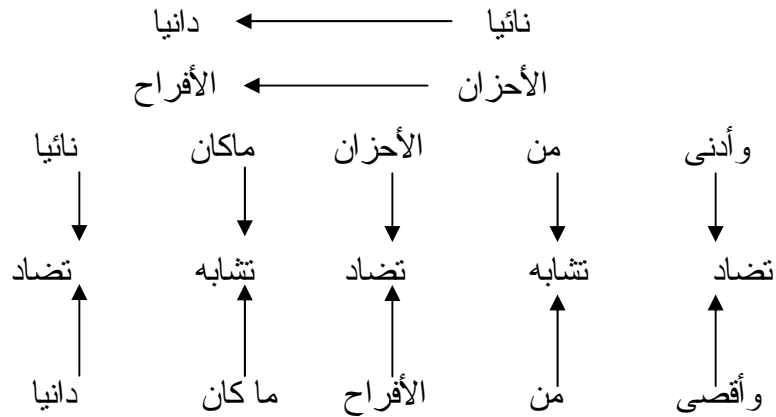 نائيا دانيا
الأحزان الأفراح
وأدنى من الأحزان ماكان نائيا
تضاد تشابه تضاد تشابه تضاد
وأقصى من الأفراح ما كان دانيا